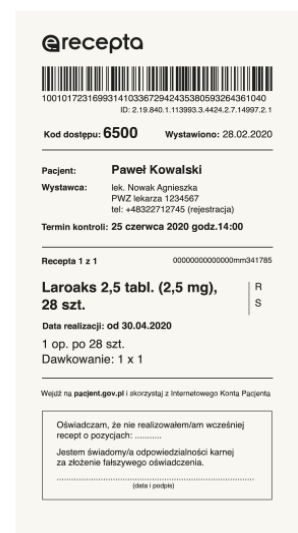 erecepta
10010172316993141033672942435380593264361040
ID: 2.19.840.1.113993.3.4424.2.7.14997.2.1
Kod dostępu: 6500 Wystawiono: 28.02.2020
Pacjent: Paweł Kowalski
Wystawca: lek. Nowak Agnieszka
PWZ lekarza 1234567
tel: +48322712745 (rejestracja)
Termin kontroli: 25 czerwca 2020 godz.14:00
Recepta 1 z 1 00000000000000mm341785
Laroaks 2,5 tabl. (2,5 mg), R
28 szt. S
Data realizacji: od 30.04.2020
1 op. po 28 szt.
Dawkowanie: 1 x 1
Wejdź na pacjent.gov.pl i skorzystaj z Internetowego Konta Pacjenta
Oświadczam, że nie realizowałem/am wcześniej
recept o pozycjach: ............
Jestem świadomy/a odpowiedzialności karnej
za złożenie fałszywego oświadczenia.
(data i podpis)